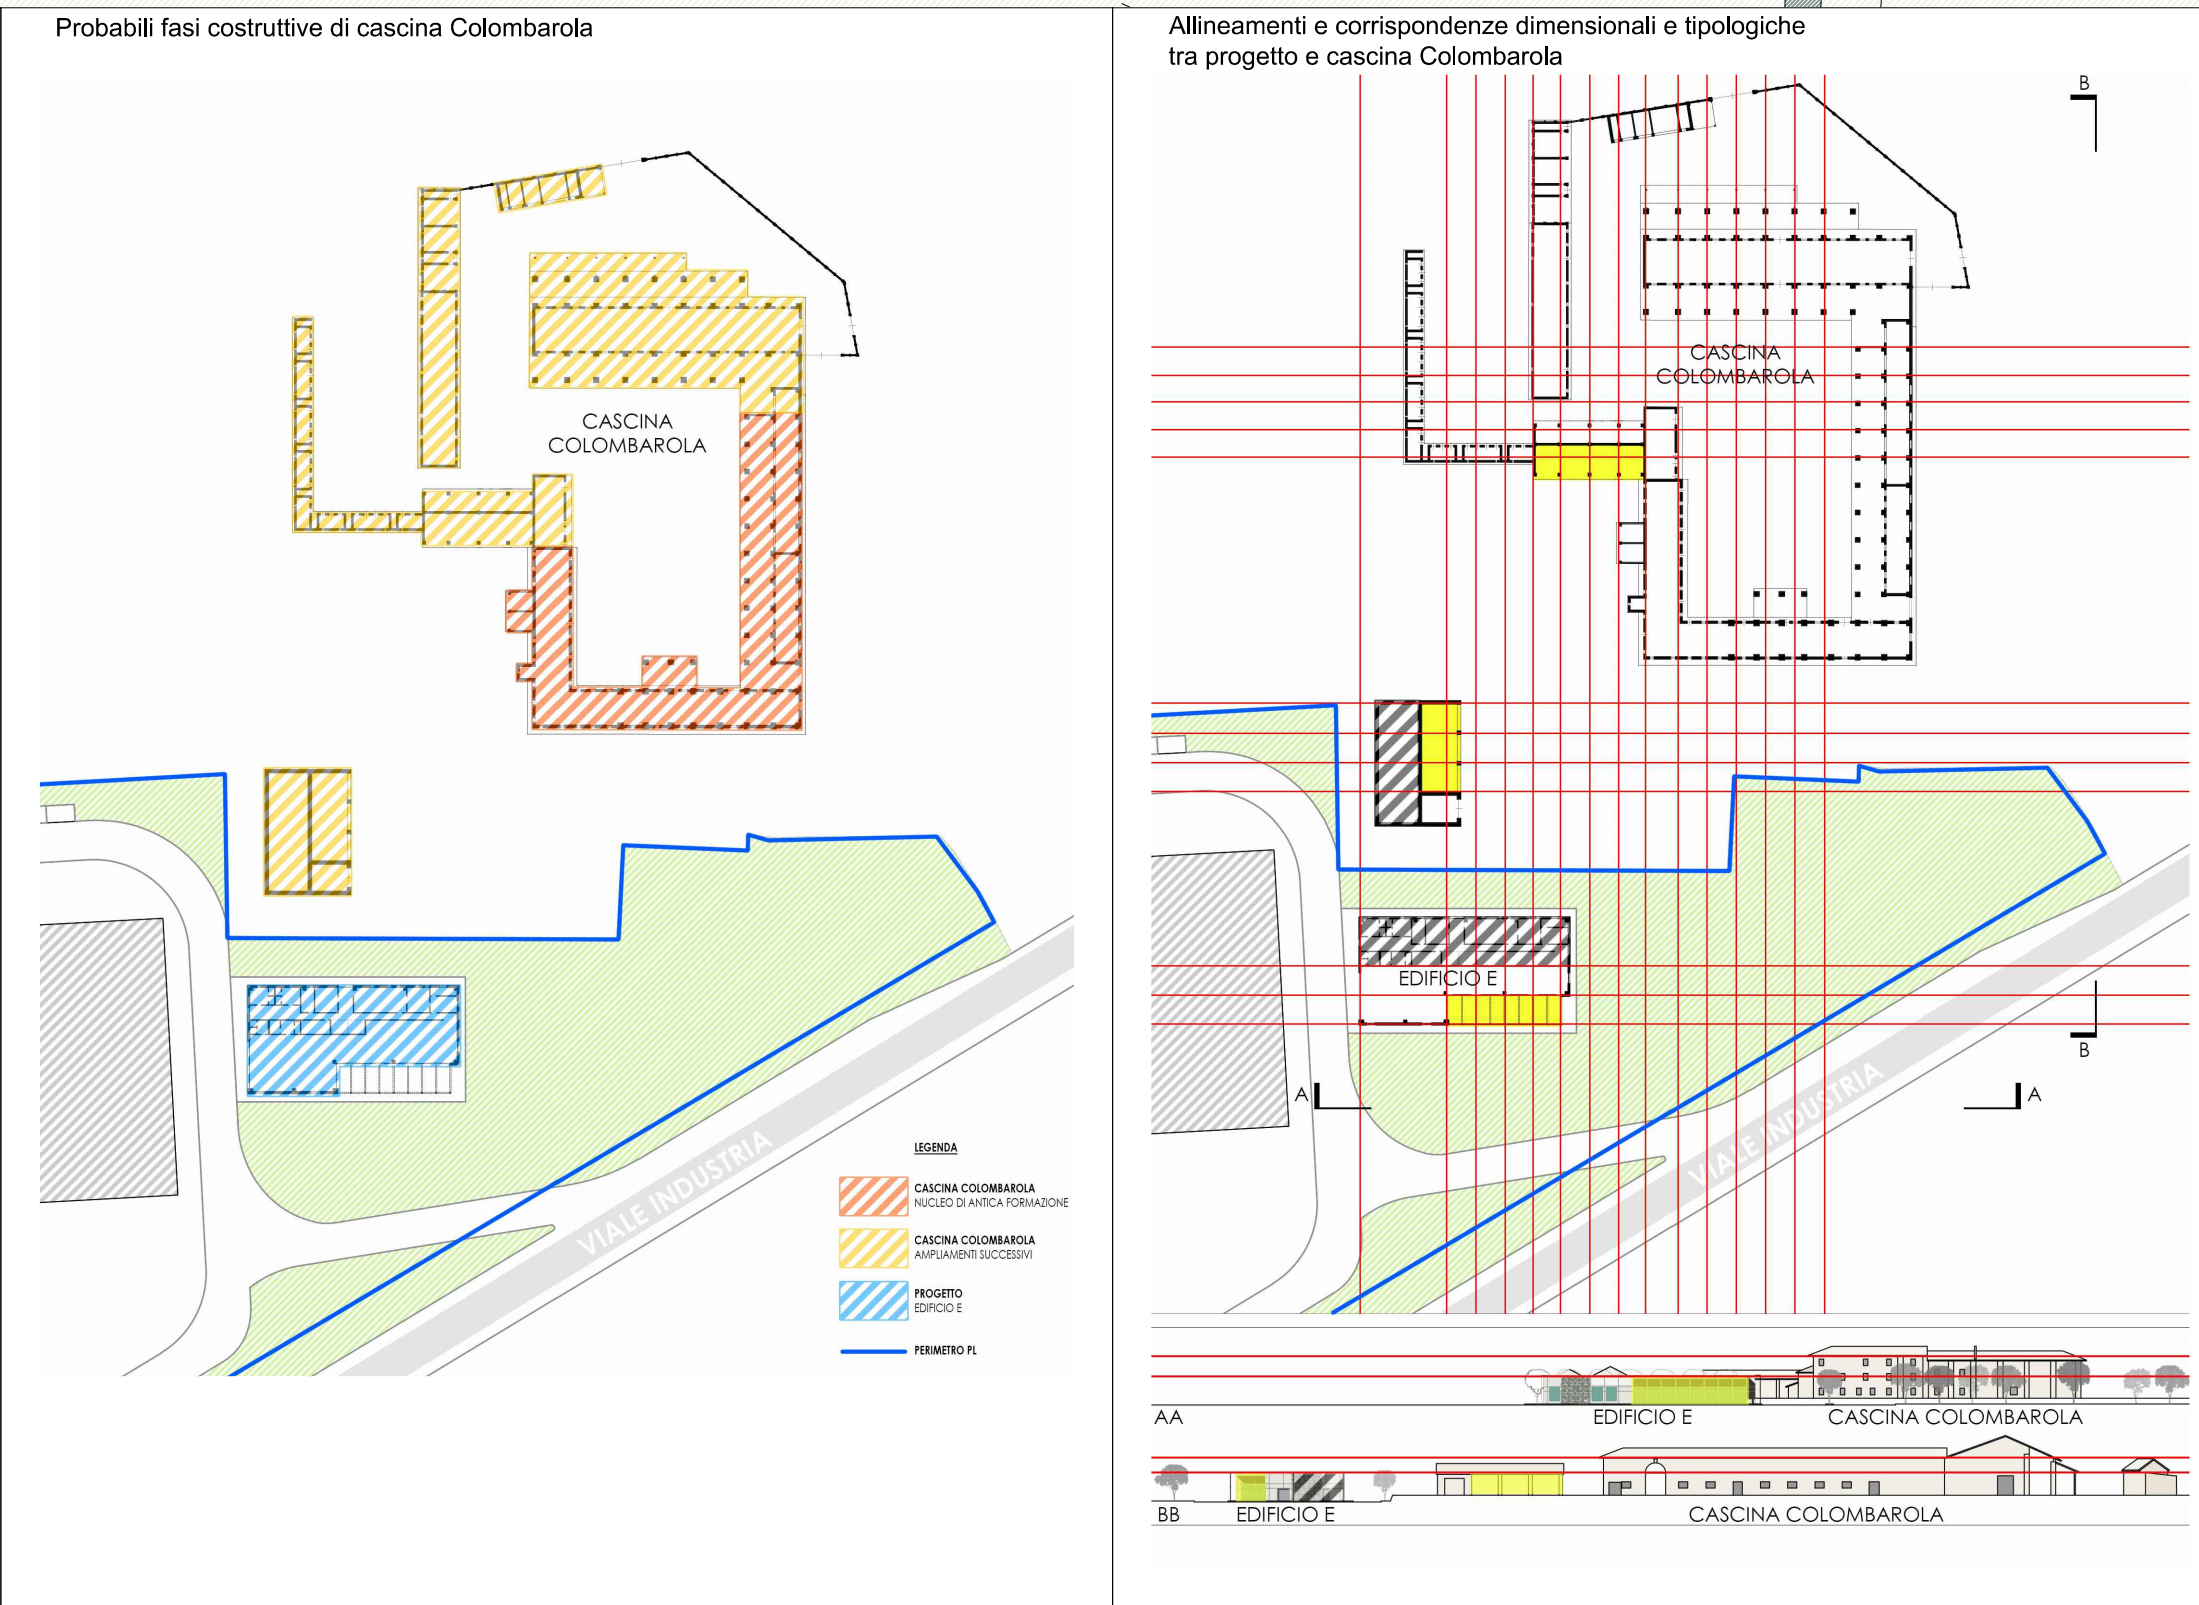 Probabili fasi costruttive di cascina Colombarola
CASCINA
COLOMBAROLA
VIALE INDUSTRIA
LEGENDA
CASCINA COLOMBAROLA
NUCLEO DI ANTICA FORMAZIONE
CASCINA COLOMBAROLA
AMPLIAMENTI SUCCESSIVI
PROGETTO
EDIFICIO E
PERIMETRO PL
Allineamenti e corrispondenze dimensionali e tipologiche
tra progetto e cascina Colombarola
B
CASCINA
COLOMBAROLA
EDIFICIO E
B
A
A
VIALE INDUSTRIA
AA
EDIFICIO E
CASCINA COLOMBAROLA
BB
EDIFICIO E
CASCINA COLOMBAROLA